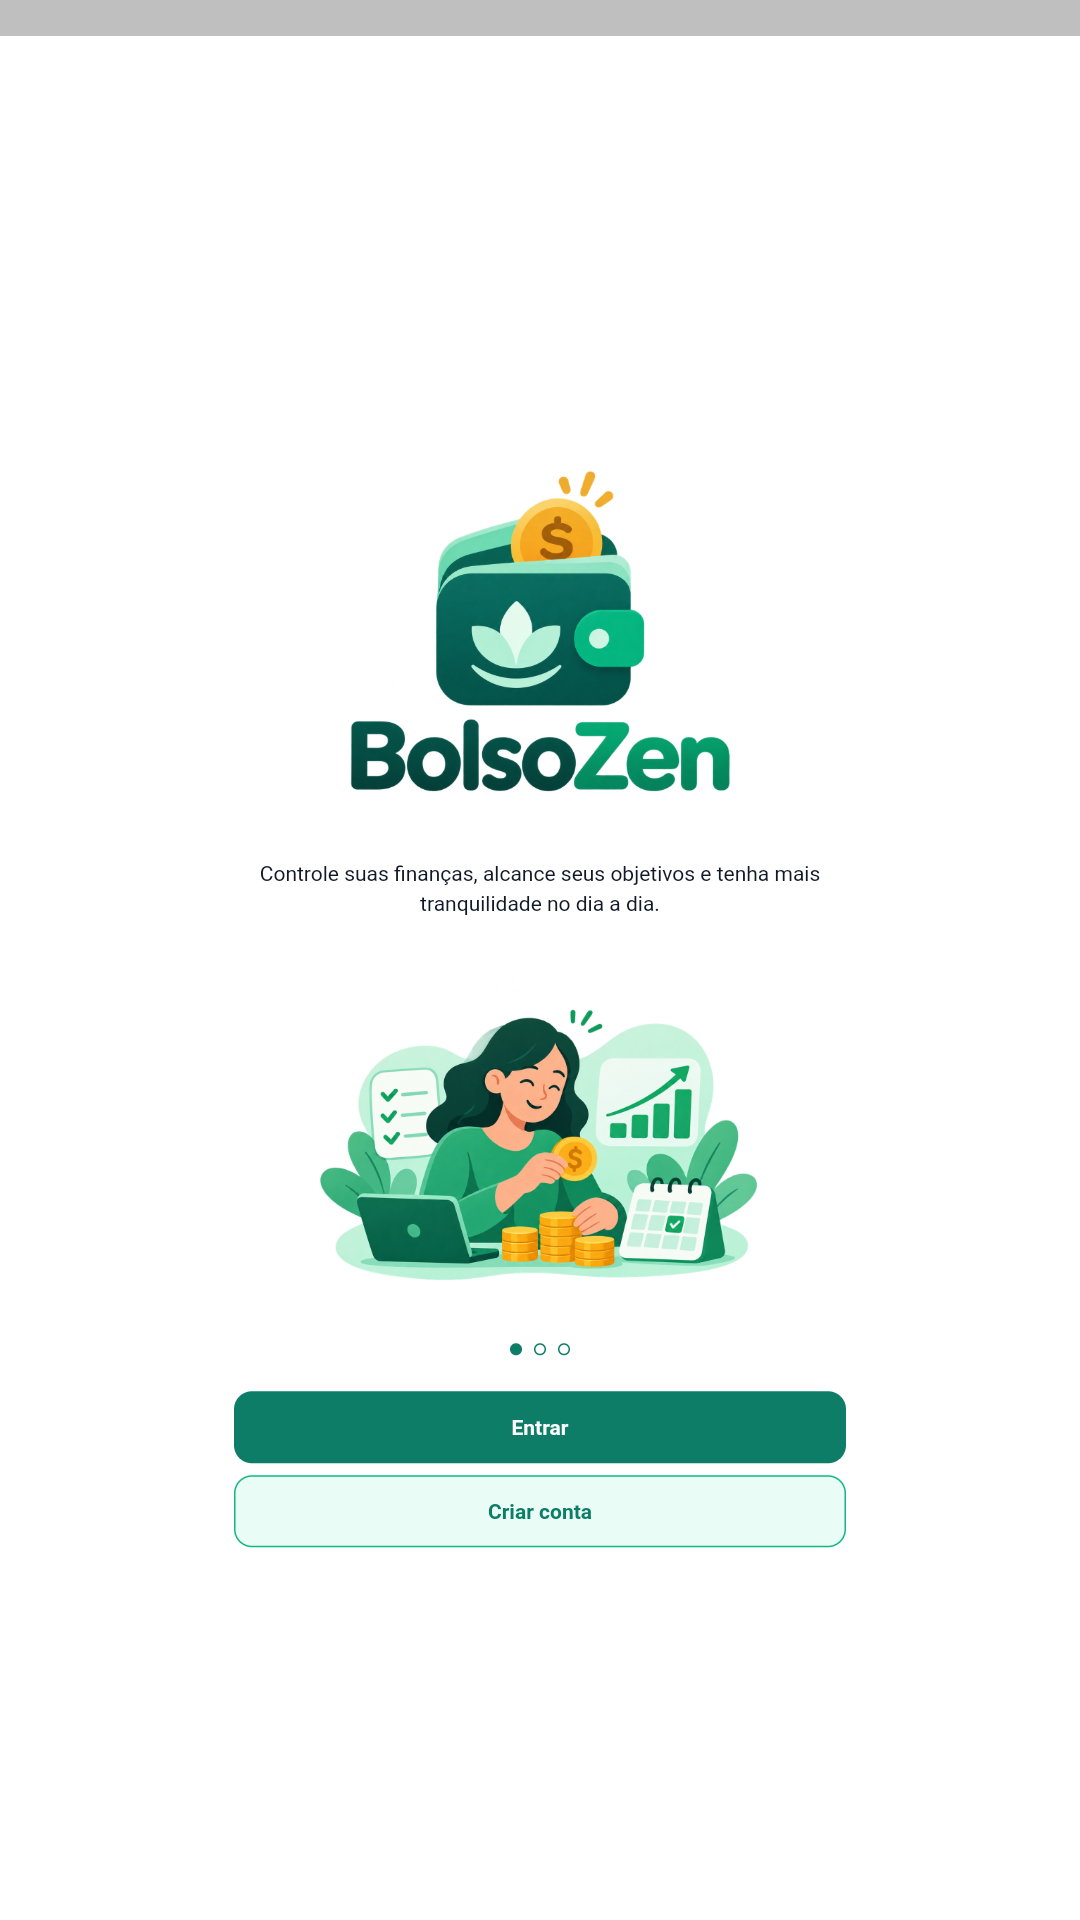 $
BolsoZen
Controle suas finanças, alcance seus objetivos e tenha mais
tranquilidade no dia a dia.
$
Entrar
Criar conta